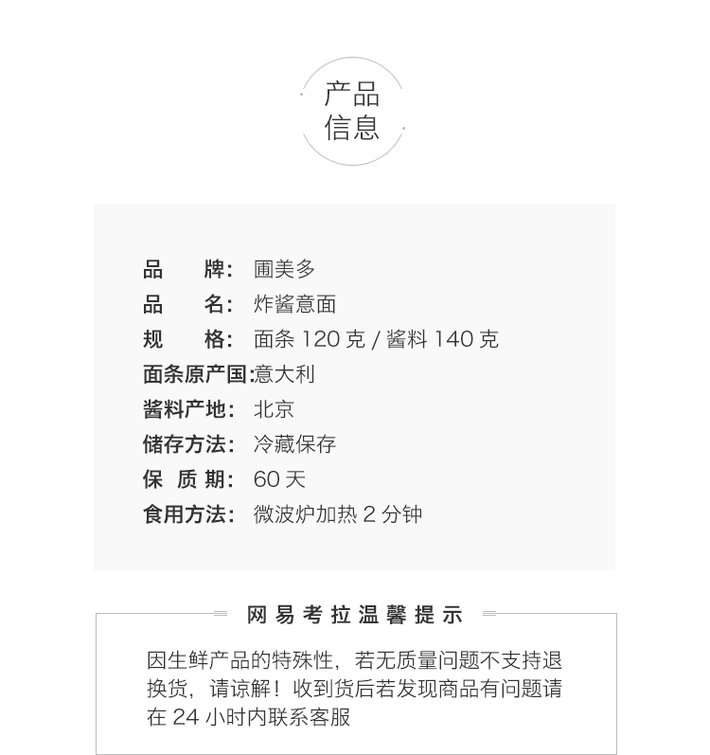 产品
信息
品 牌： 圃美多
品 名： 炸酱意面
规 格： 面条 120 克 / 酱料 140 克
面条原产国：意大利
酱料产地： 北京
储存方法： 冷藏保存
保 质 期： 60 天
食用方法： 微波炉加热 2 分钟
网易考拉温馨提示
因生鲜产品的特殊性，若无质量问题不支持退
换货，请谅解！收到货后若发现商品有问题请
在 24 小时内联系客服